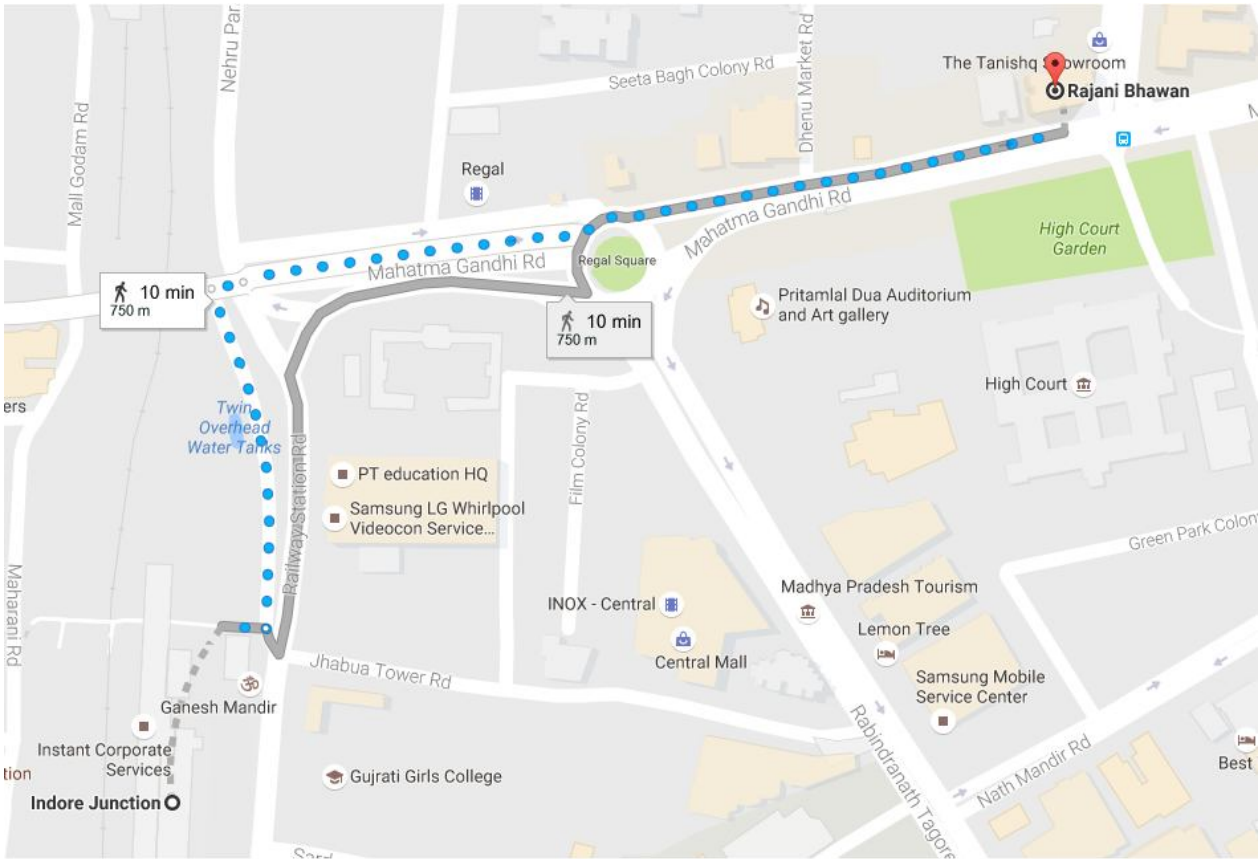 Nehru Par
Mall Godam Rd
Seeta Bagh Colony Rd
Dhenu Market Rd
The Tanishq Showroom
Rajani Bhawan
Regal
Mahatma Gandhi Rd
High Court
Garden
Mahatma Gandhi Rd
Regal Square
10 min
750 m
10 min
750 m
Pritamlal Dua Auditorium
and Art gallery
High Court
ers
Twin
Overhead
Water Tanks
Railway Station Rd
Film Colony Rd
PT education HQ
Samsung LG Whirlpool
Videocon Service...
Green Park Colon
Maharani Rd
INOX - Central
Central Mall
Madhya Pradesh Tourism
Lemon Tree
Samsung Mobile
Service Center
Jhabua Tower Rd
Ganesh Mandir
Instant Corporate
Services
tion
Indore Junction
Gujrati Girls College
Rabindranath Tagore
Nath Mandir Rd
Best